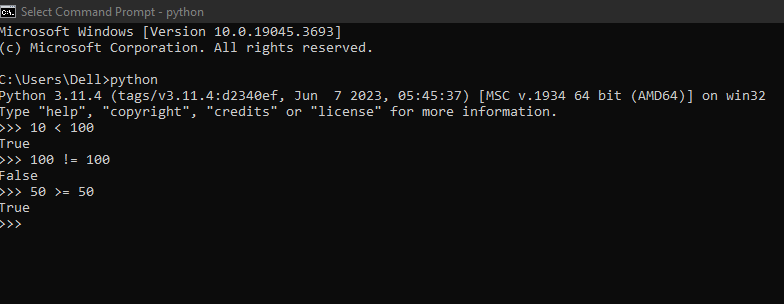 Select Command Prompt - python
Microsoft Windows [Version 10.0.19045.3693]
(c) Microsoft Corporation. All rights reserved.
C:\Users\Dell>python
Python 3.11.4 (tags/v3.11.4:d2340ef, Jun  7 2023, 05:45:37) [MSC v.1934 64 bit (AMD64)] on win32
Type "help", "copyright", "credits" or "license" for more information.
>>> 10 < 100
True
>>> 100 != 100
False
>>> 50 >= 50
True
>>>